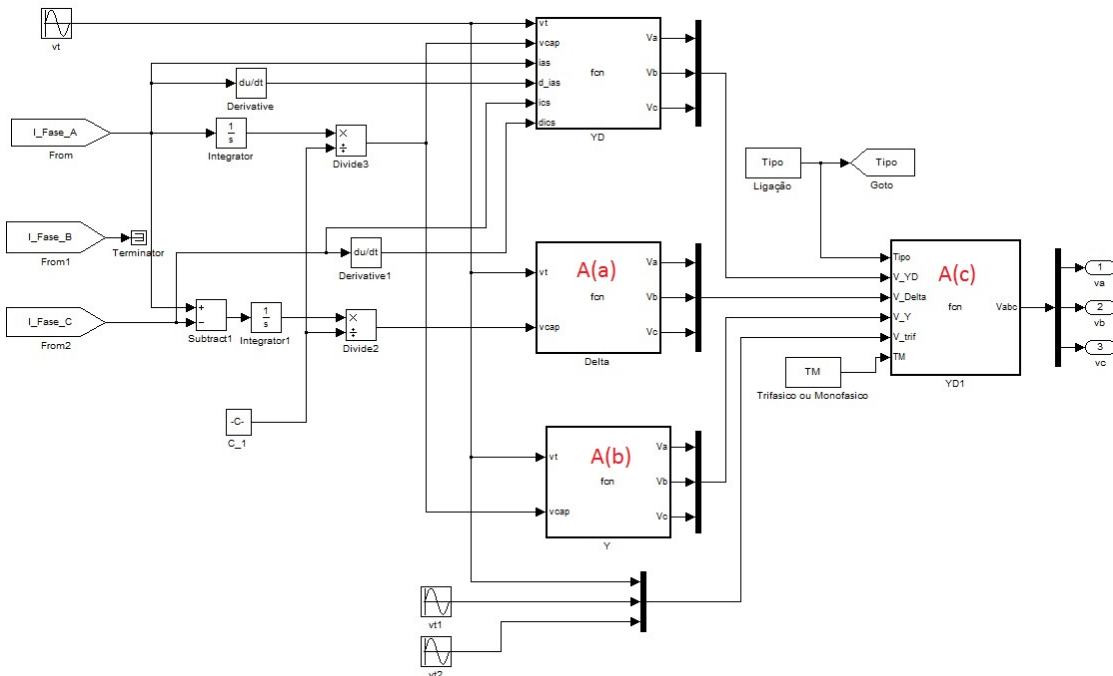 vt
vt
vcap
ias
d_ias
ics
dics
fcn
Va
Vb
Vc
YD
du/dt
Derivative
I_Fase_A
From
1
s
Integrator
×
÷
Divide3
Tipo
Ligação
Tipo
Goto
I_Fase_B
From1
Terminator
du/dt
Derivative1
vt
vcap
A(a)
fcn
Va
Vb
Vc
Delta
Tipo
V_YD
V_Delta
V_Y
V_trif
TM
A(c)
fcn
Vabc
YD1
1
va
2
vb
3
vc
I_Fase_C
From2
+
−
Subtract1
1
s
Integrator1
×
÷
Divide2
TM
Trifasico ou Monofasico
-C-
C_1
vt
vcap
A(b)
fcn
Va
Vb
Vc
Y
vt1
vt2